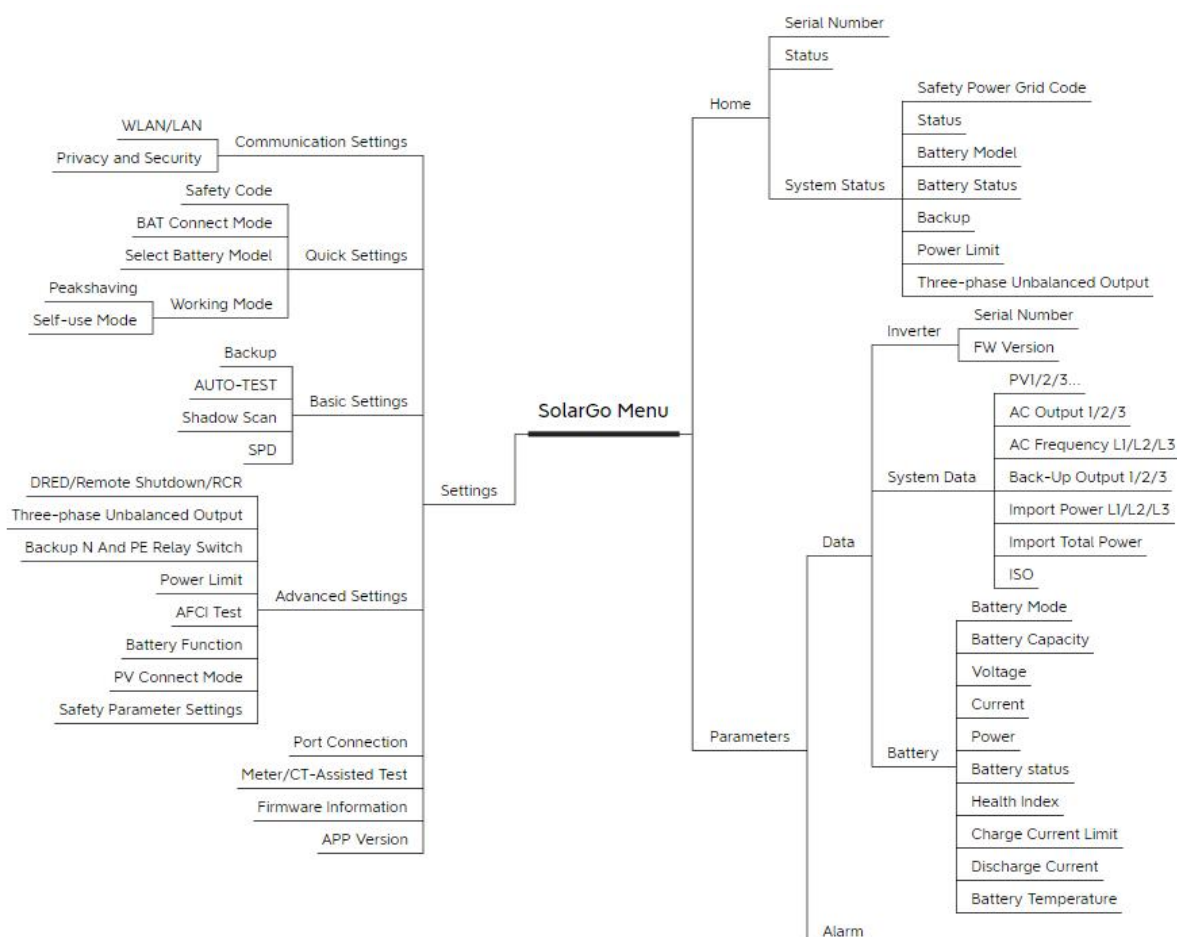 SolarGo Menu
Home
Serial Number
Status
System Status
Safety Power Grid Code
Status
Battery Model
Battery Status
Backup
Power Limit
Three-phase Unbalanced Output
Parameters
Data
Inverter
Serial Number
FW Version
System Data
PV1/2/3...
AC Output 1/2/3
AC Frequency L1/L2/L3
Back-Up Output 1/2/3
Import Power L1/L2/L3
Import Total Power
ISO
Battery
Battery Mode
Battery Capacity
Voltage
Current
Power
Battery status
Health Index
Charge Current Limit
Discharge Current
Battery Temperature
Alarm
Settings
Communication Settings
WLAN/LAN
Privacy and Security
Quick Settings
Safety Code
BAT Connect Mode
Select Battery Model
Working Mode
Peakshaving
Self-use Mode
Basic Settings
Backup
AUTO-TEST
Shadow Scan
SPD
Advanced Settings
DRED/Remote Shutdown/RCR
Three-phase Unbalanced Output
Backup N And PE Relay Switch
Power Limit
AFCI Test
Battery Function
PV Connect Mode
Safety Parameter Settings
Port Connection
Meter/CT-Assisted Test
Firmware Information
APP Version